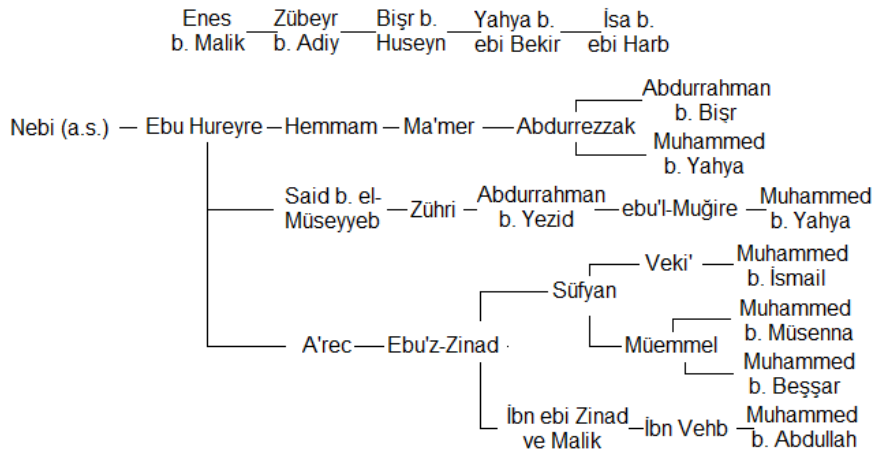 Enes b. Malik Zübeyr b. Adiy Bişr b. Huseyn Yahya b. ebi Bekir İsa b. ebi Harb
Nebi (a.s.) Ebu Hureyre Hemmam Ma'mer Abdurrezzak
Abdurrahman b. Bişr
Muhammed b. Yahya
Said b. el-Müseyyeb Zühri Abdurrahman b. Yezid ebu'l-Muğire Muhammed b. Yahya
A'rec Ebu'z-Zinad
Süfyan
Veki' Muhammed b. İsmail
Müemmel
Muhammed b. Müsenna
Muhammed b. Beşşar
İbn ebi Zinad ve Malik İbn Vehb Muhammed b. Abdullah